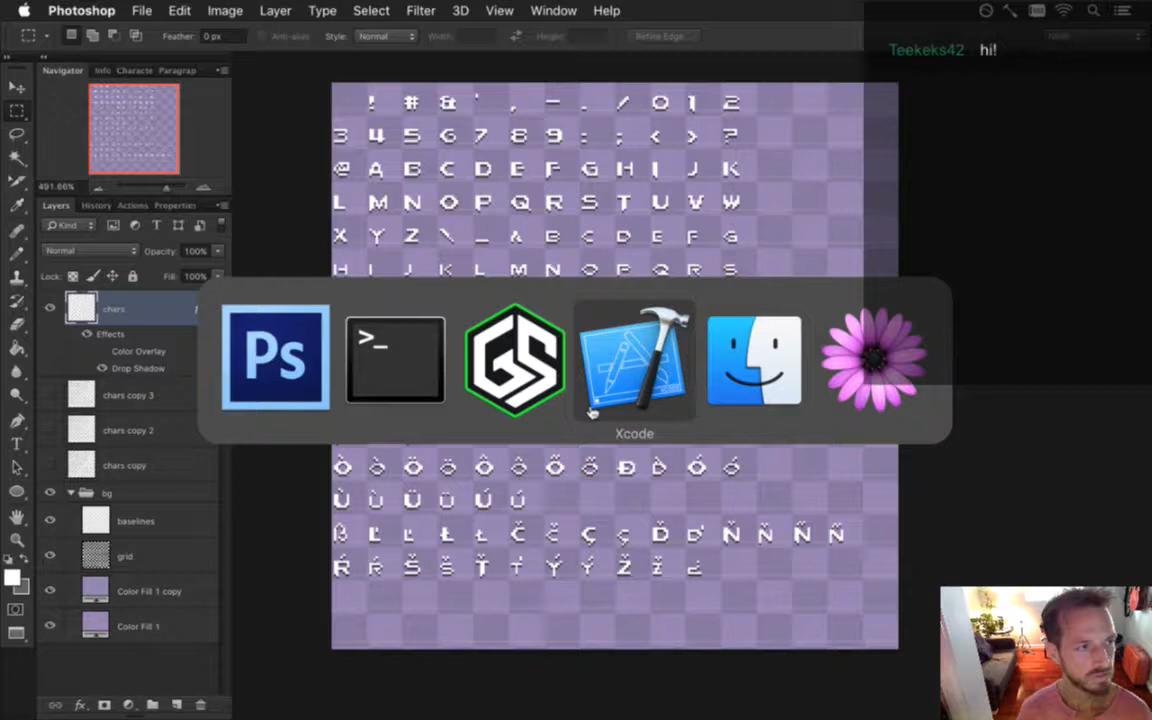 Photoshop File Edit Image Layer Type Select Filter 3D View Window Help
Feather: 0 px Anti-alias Style: Normal Width: Height: Refine Edge...
Teekeks42 hi!
Navigator Info Characte Paragrap
491.66%
Layers History Actions Properties
Kind
Normal Opacity: 100%
Lock: Fill: 100%
chars
Effects
Color Overlay
Drop Shadow
chars copy 3
chars copy 2
chars copy
bg
baselines
grid
Color Fill 1 copy
Color Fill 1
! # & ' , - . / 0 1 2
3 4 5 6 7 8 9 : ; < > ?
@ A B C D E F G H I J K
L M N O P Q R S T U V W
X Y Z \ _ A B C D E F G
H I J K L M N O P Q R S
Ps >_ GS
Xcode
Ù ù Ü ü Ú ú